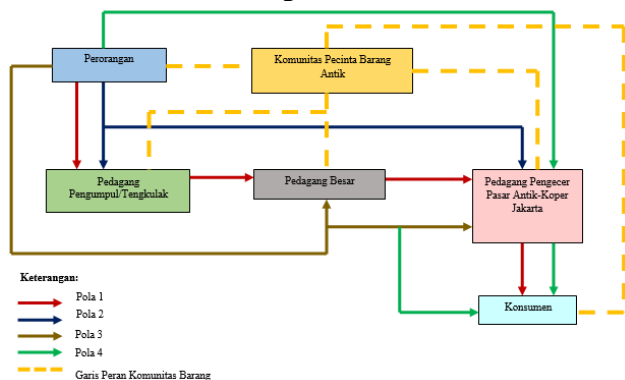 Perorangan
Komunitas Pecinta Barang
Antik
Pedagang
Pengumpul/Tengkulak
Pedagang Besar
Pedagang Pengecer
Pasar Antik-Koper
Jakarta
Keterangan:
Pola 1
Pola 2
Pola 3
Pola 4
Garis Peran Komunitas Barang
Konsumen